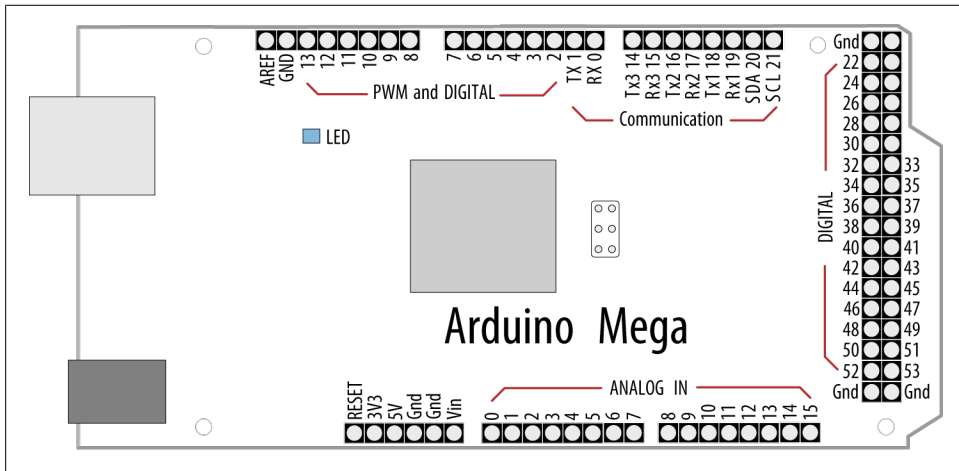 AREF GND 13 12 11 10 9 8 7 6 5 4 3 2 TX 1 RX 0 Tx3 14 Rx3 15 Tx2 16 Rx2 17 Tx1 18 Rx1 19 SDA 20 SCL 21
PWM and DIGITAL
Communication
LED
Gnd
22
24
26
28
30
32 33
34 35
36 37
38 39
40 41
42 43
44 45
46 47
48 49
50 51
52 53
Gnd Gnd
DIGITAL
Arduino Mega
ANALOG IN
RESET 3V3 5V Gnd Gnd Vin 0 1 2 3 4 5 6 7 8 9 10 11 12 13 14 15